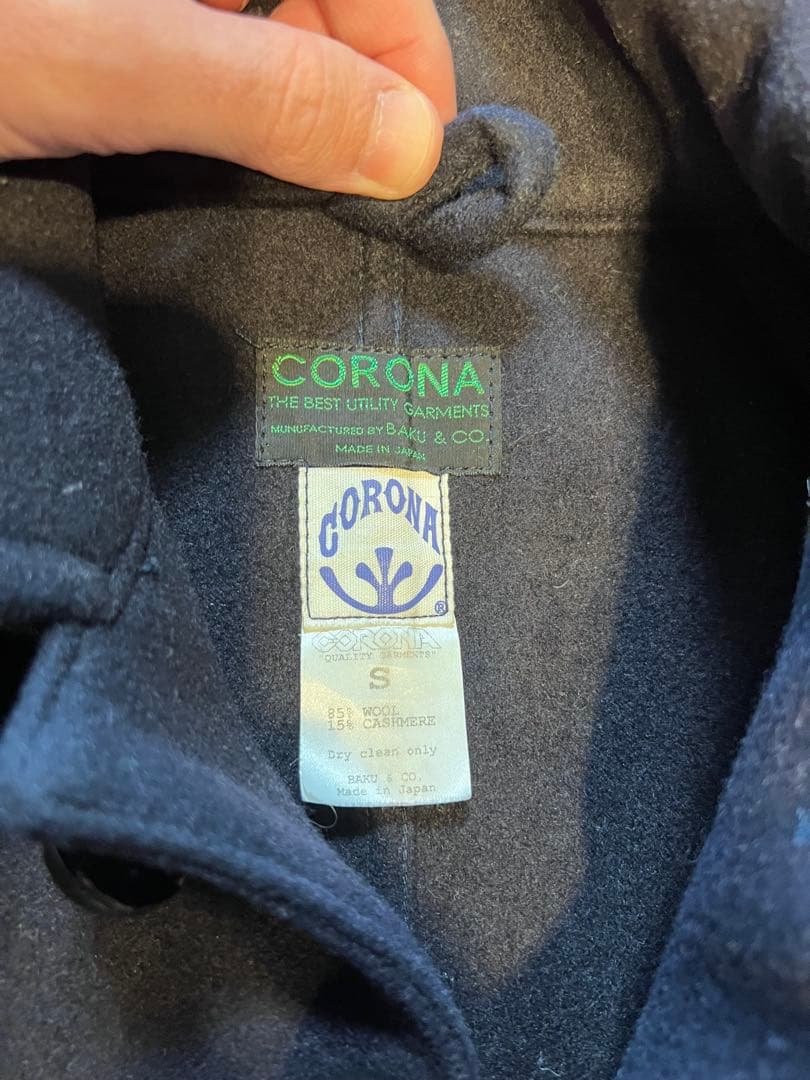 CORONA
THE BEST UTILITY GARMENTS
MUNUFACTURED BY BAKU & CO.
MADE IN JAPAN
CORONA
®
CORONA
"QUALITY GARMENTS"
S
85% WOOL
15% CASHMERE
Dry clean only
BAKU & CO.
Made in Japan